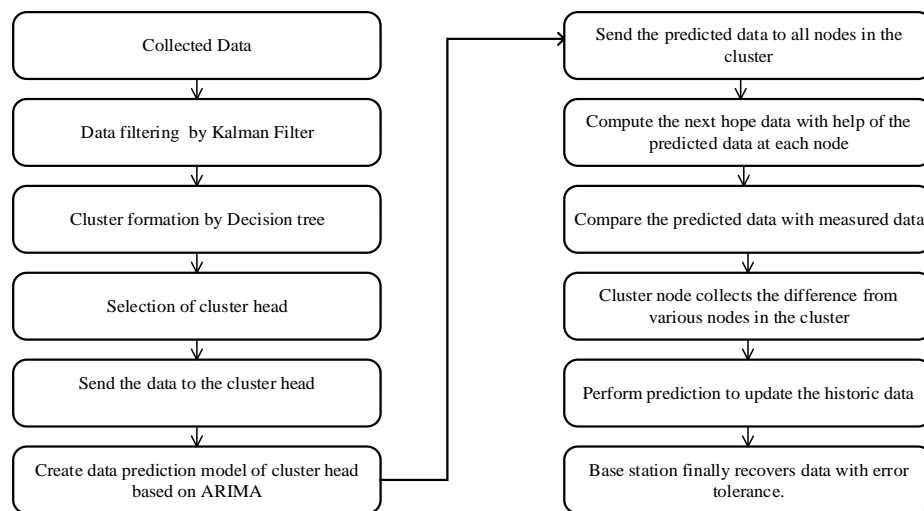 Collected Data
Data filtering by Kalman Filter
Cluster formation by Decision tree
Selection of cluster head
Send the data to the cluster head
Create data prediction model of cluster head
based on ARIMA
Send the predicted data to all nodes in the
cluster
Compute the next hope data with help of the
predicted data at each node
Compare the predicted data with measured data
Cluster node collects the difference from
various nodes in the cluster
Perform prediction to update the historic data
Base station finally recovers data with error
tolerance.